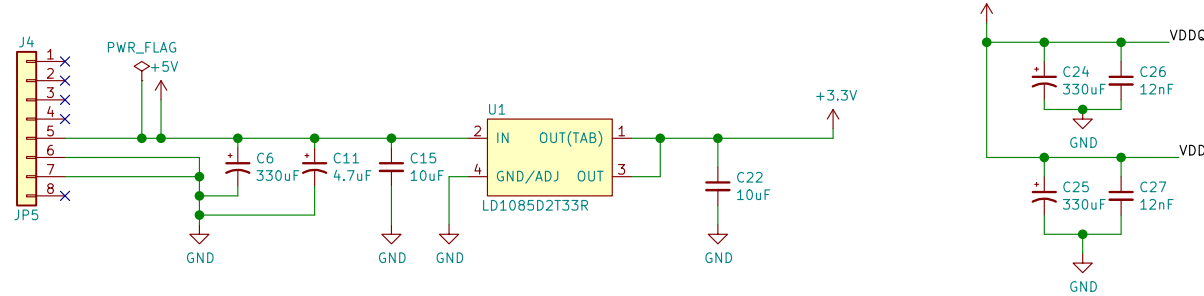 J4
1
2
3
4
5
6
7
8
JP5
PWR_FLAG
+5V
C6
330uF
C11
4.7uF
C15
10uF
GND
GND
GND
U1
2 IN OUT(TAB) 1
4 GND/ADJ OUT 3
LD1085D2T33R
+3.3V
C22
10uF
GND
VDDQ
C24
330uF
C26
12nF
GND
VDD
C25
330uF
C27
12nF
GND